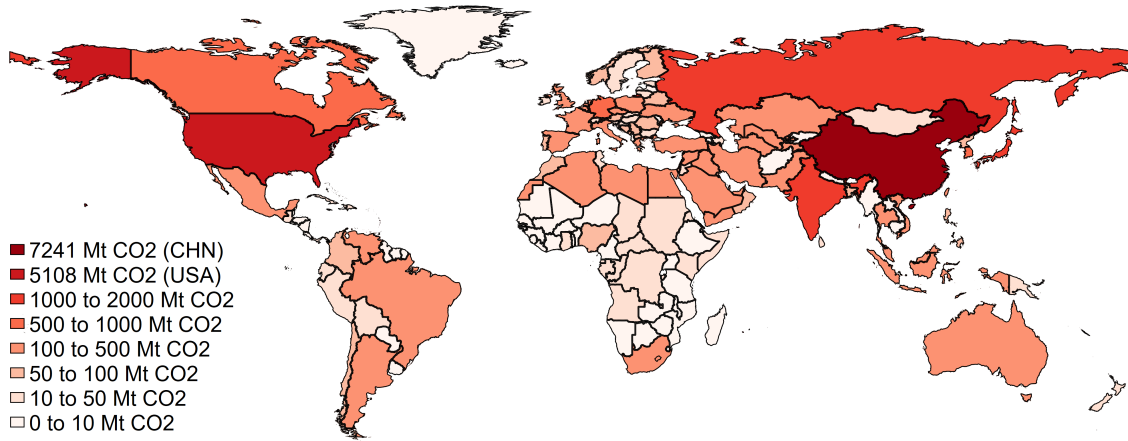 7241 Mt CO2 (CHN)
5108 Mt CO2 (USA)
1000 to 2000 Mt CO2
500 to 1000 Mt CO2
100 to 500 Mt CO2
50 to 100 Mt CO2
10 to 50 Mt CO2
0 to 10 Mt CO2